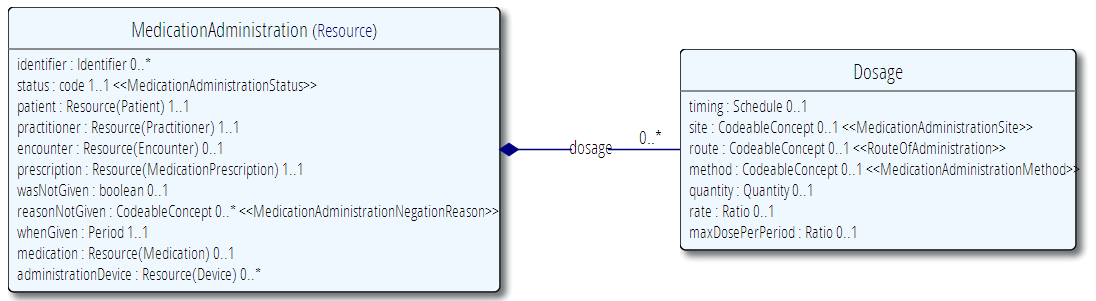 MedicationAdministration (Resource)
identifier : Identifier 0..*
status : code 1..1 <<MedicationAdministrationStatus>>
patient : Resource(Patient) 1..1
practitioner : Resource(Practitioner) 1..1
encounter : Resource(Encounter) 0..1
prescription : Resource(MedicationPrescription) 1..1
wasNotGiven : boolean 0..1
reasonNotGiven : CodeableConcept 0..* <<MedicationAdministrationNegationReason>>
whenGiven : Period 1..1
medication : Resource(Medication) 0..1
administrationDevice : Resource(Device) 0..*
dosage
0..*
Dosage
timing : Schedule 0..1
site : CodeableConcept 0..1 <<MedicationAdministrationSite>>
route : CodeableConcept 0..1 <<RouteOfAdministration>>
method : CodeableConcept 0..1 <<MedicationAdministrationMethod>>
quantity : Quantity 0..1
rate : Ratio 0..1
maxDosePerPeriod : Ratio 0..1